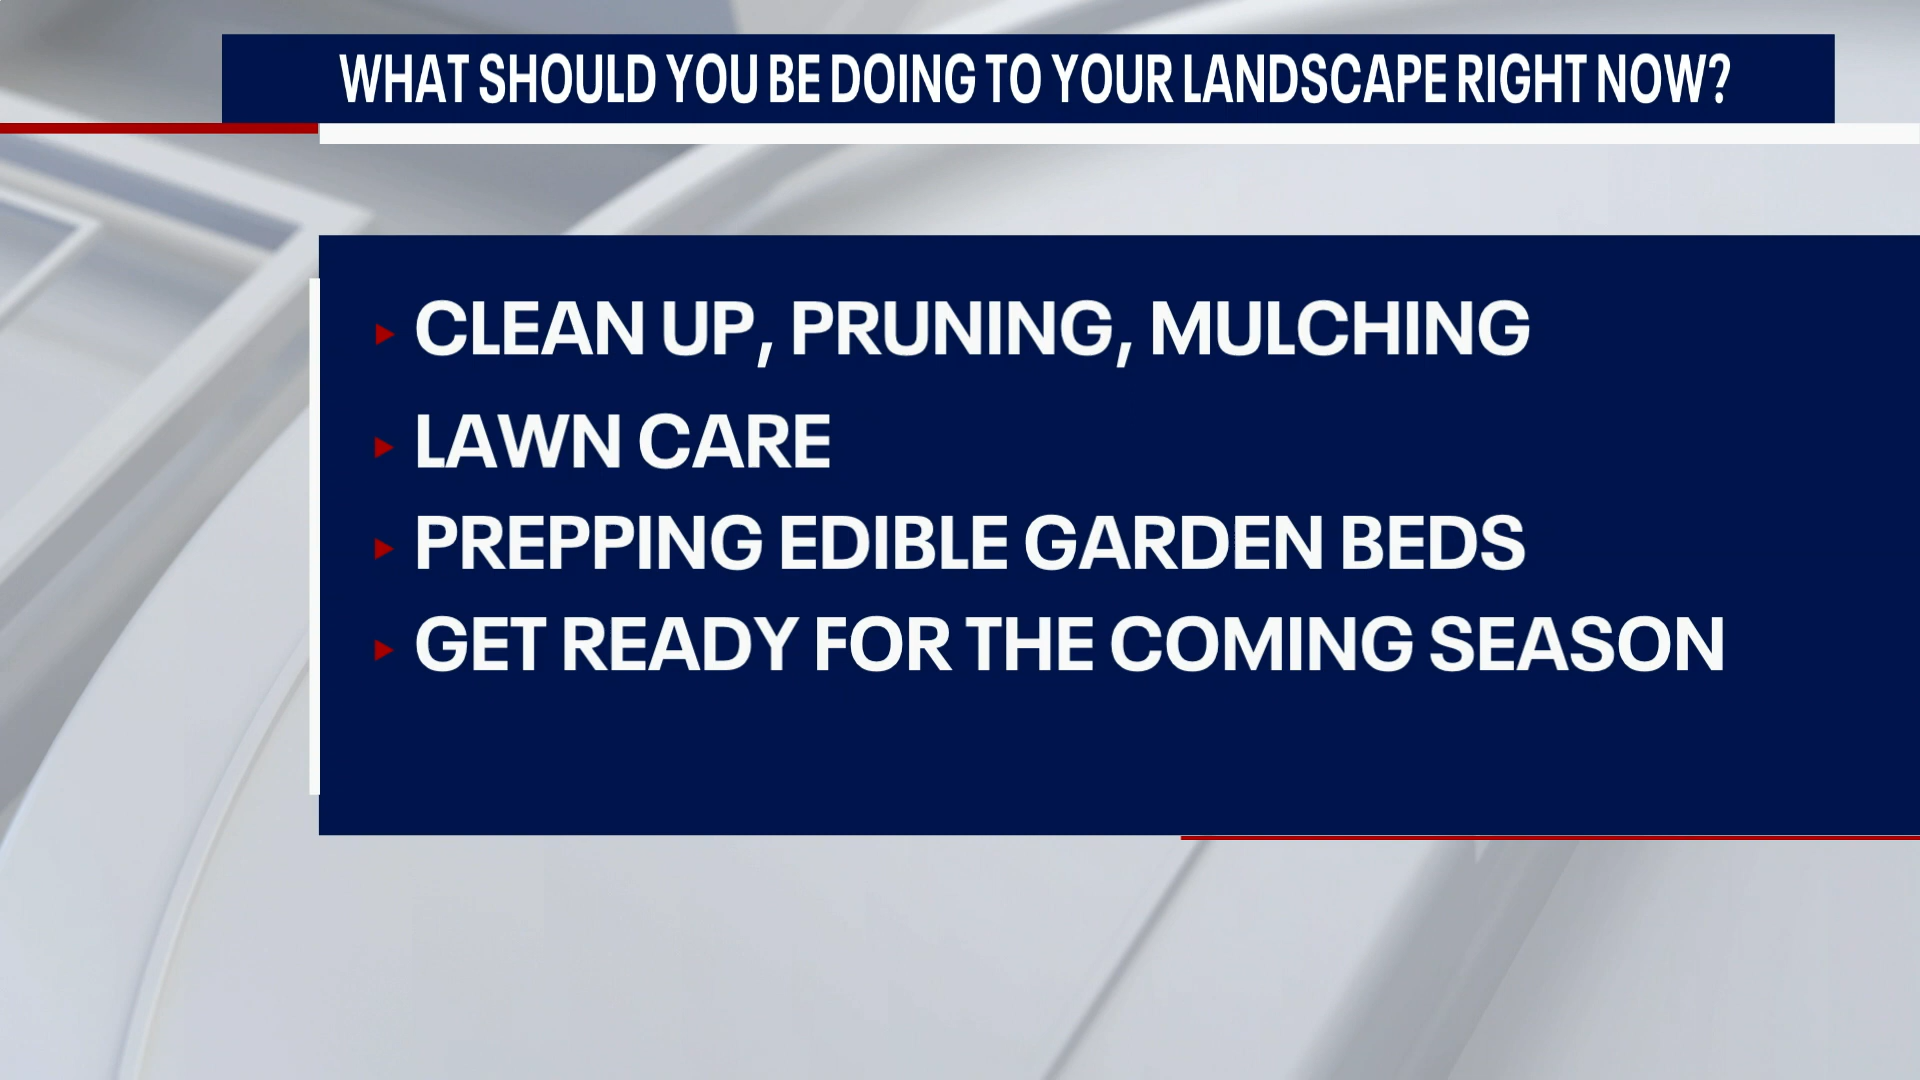 WHAT SHOULD YOU BE DOING TO YOUR LANDSCAPE RIGHT NOW?
CLEAN UP, PRUNING, MULCHING
LAWN CARE
PREPPING EDIBLE GARDEN BEDS
GET READY FOR THE COMING SEASON